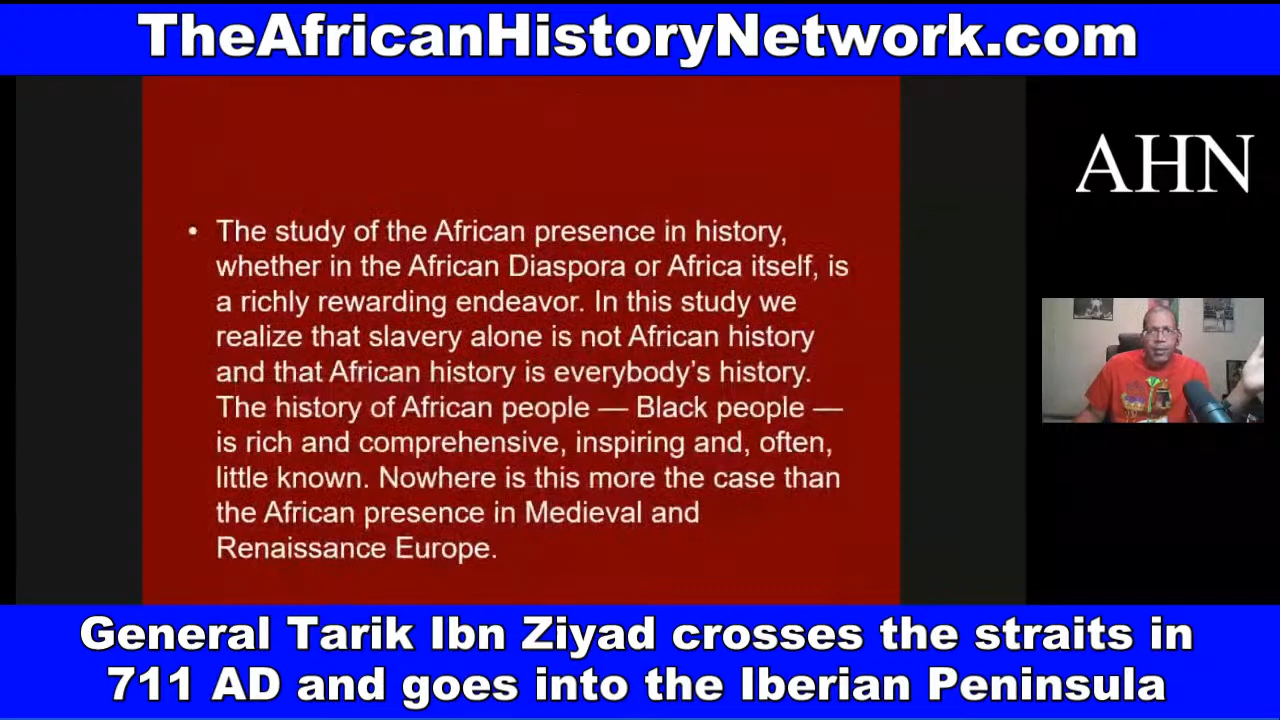 TheAfricanHistoryNetwork.com
AHN
• The study of the African presence in history,
whether in the African Diaspora or Africa itself, is
a richly rewarding endeavor. In this study we
realize that slavery alone is not African history
and that African history is everybody's history.
The history of African people — Black people —
is rich and comprehensive, inspiring and, often,
little known. Nowhere is this more the case than
the African presence in Medieval and
Renaissance Europe.
General Tarik Ibn Ziyad crosses the straits in
711 AD and goes into the Iberian Peninsula